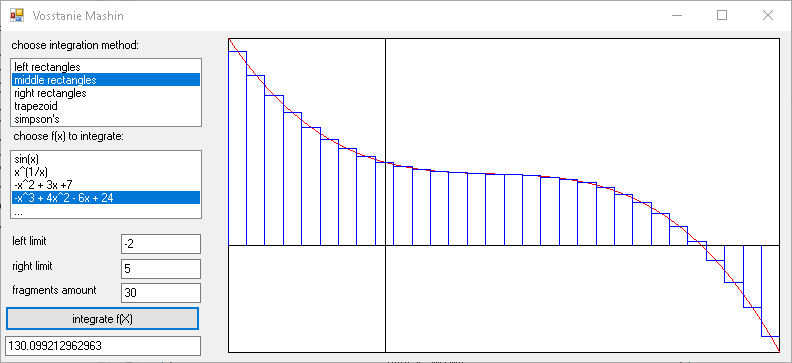 Vosstanie Mashin
choose integration method:
left rectangles
middle rectangles
right rectangles
trapezoid
simpson's
choose f(x) to integrate:
sin(x)
x^(1/x)
-x^2 + 3x +7
-x^3 + 4x^2 - 6x + 24
...
left limit -2
right limit 5
fragments amount 30
integrate f(X)
130.099212962963